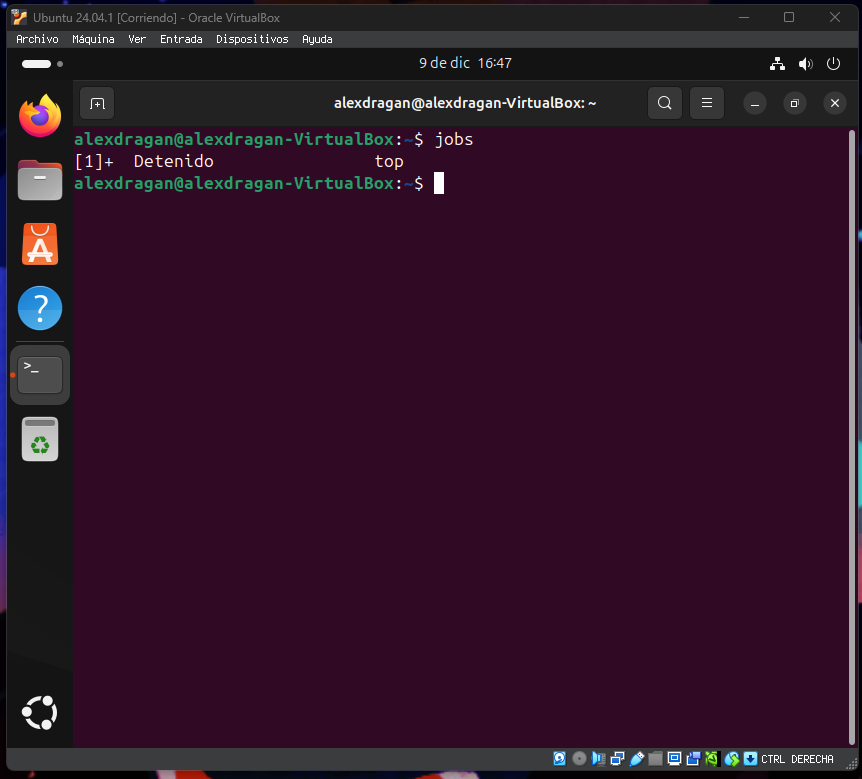 Ubuntu 24.04.1 [Corriendo] - Oracle VirtualBox
Archivo Máquina Ver Entrada Dispositivos Ayuda
9 de dic 16:47
alexdragan@alexdragan-VirtualBox: ~
alexdragan@alexdragan-VirtualBox:~$ jobs
[1]+  Detenido                top
alexdragan@alexdragan-VirtualBox:~$
>_
CTRL DERECHA